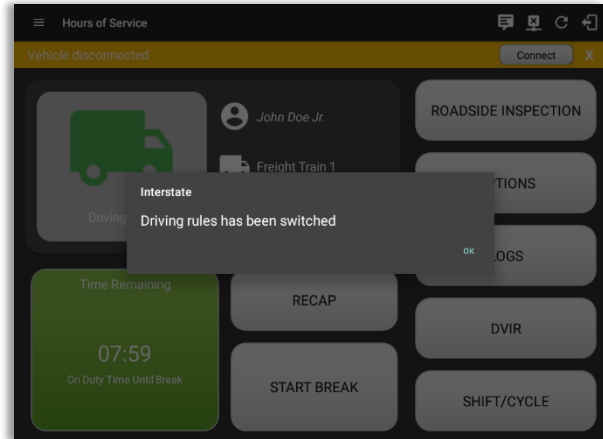 Hours of Service
Vehicle disconnected
Connect
X
John Doe Jr.
Freight Train 1
Driving
ROADSIDE INSPECTION
TIONS
Interstate
Driving rules has been switched
OK
LOGS
Time Remaining
07:59
On Duty Time Until Break
RECAP
START BREAK
DVIR
SHIFT/CYCLE